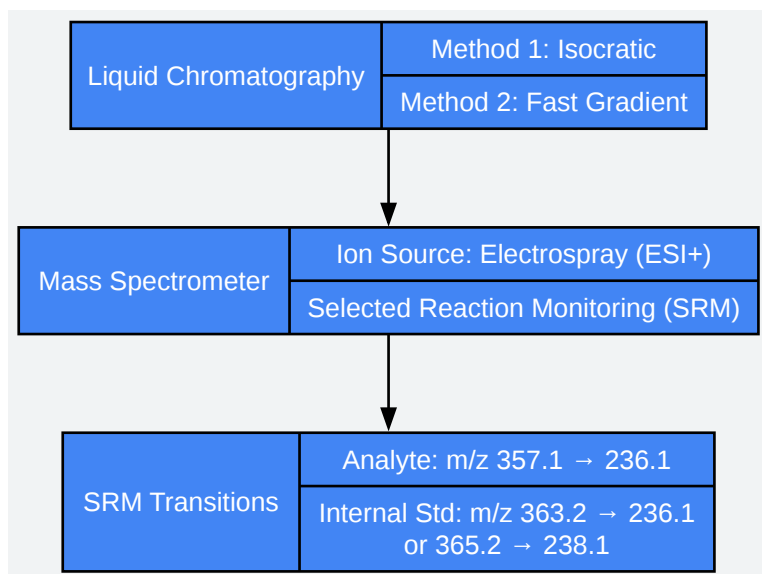 Liquid Chromatography
Method 1: Isocratic
Method 2: Fast Gradient
Mass Spectrometer
Ion Source: Electrospray (ESI+)
Selected Reaction Monitoring (SRM)
SRM Transitions
Analyte: m/z 357.1 → 236.1
Internal Std: m/z 363.2 → 236.1
or 365.2 → 238.1